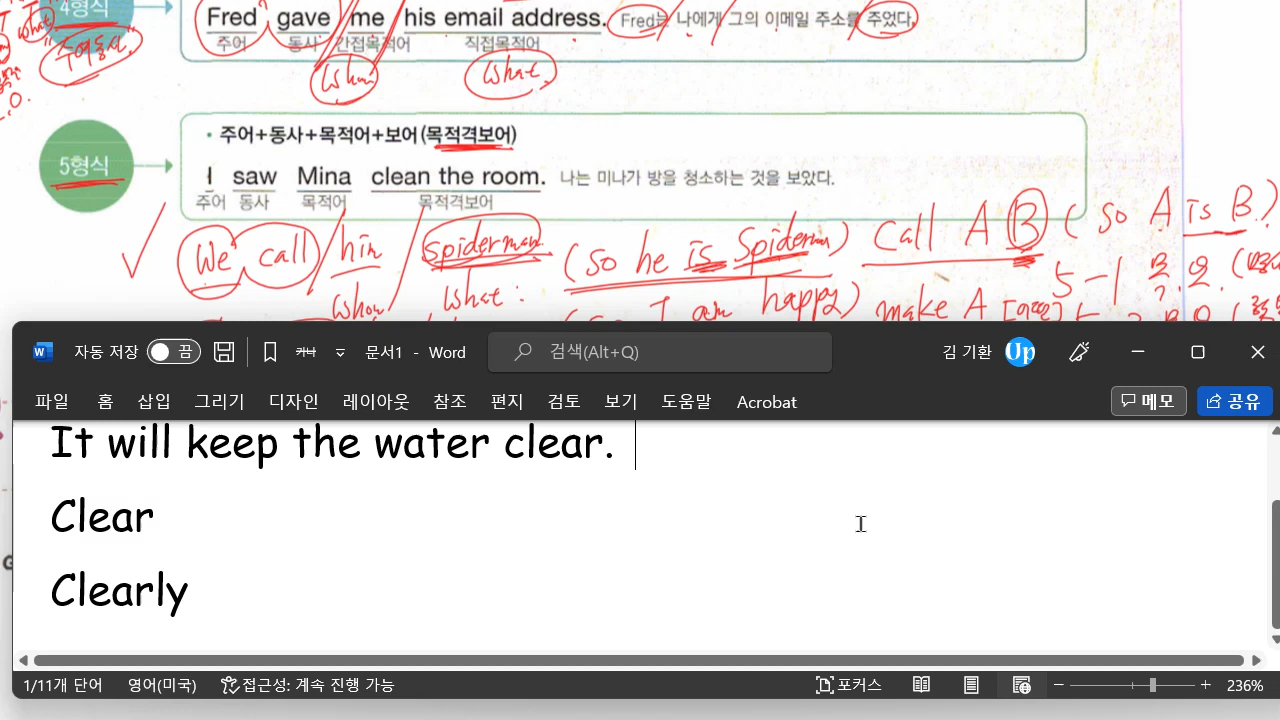 4형식
Fred gave me his email address. Fred는 나에게 그의 이메일 주소를 주었다.
주어 동사 간접목적어 직접목적어
"주어동사"
whom what
5형식
· 주어+동사+목적어+보어(목적격보어)
I saw Mina clean the room. 나는 미나가 방을 청소하는 것을 보았다.
주어 동사 목적어 목적격보어
We call / him / Spiderman (so he is Spiderman) Call A B (so A is B.)
whom what: 5-1
I am happy) make A
자동 저장 끔 가나 문서1 - Word 검색(Alt+Q) 김 기환 Up
파일 홈 삽입 그리기 디자인 레이아웃 참조 편지 검토 보기 도움말 Acrobat 메모 공유
It will keep the water clear.
Clear
Clearly
1/11개 단어 영어(미국) 접근성: 계속 진행 가능 포커스 236%